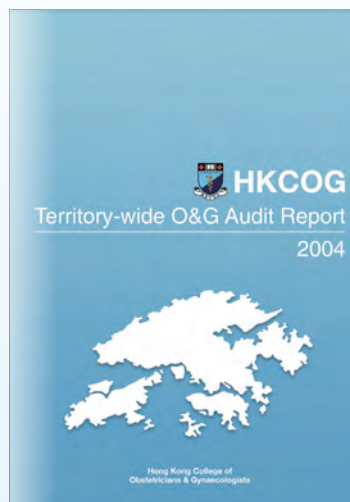 HKCOG
Territory-wide O&G Audit Report
2004
Hong Kong College of
Obstetricians & Gynaecologists